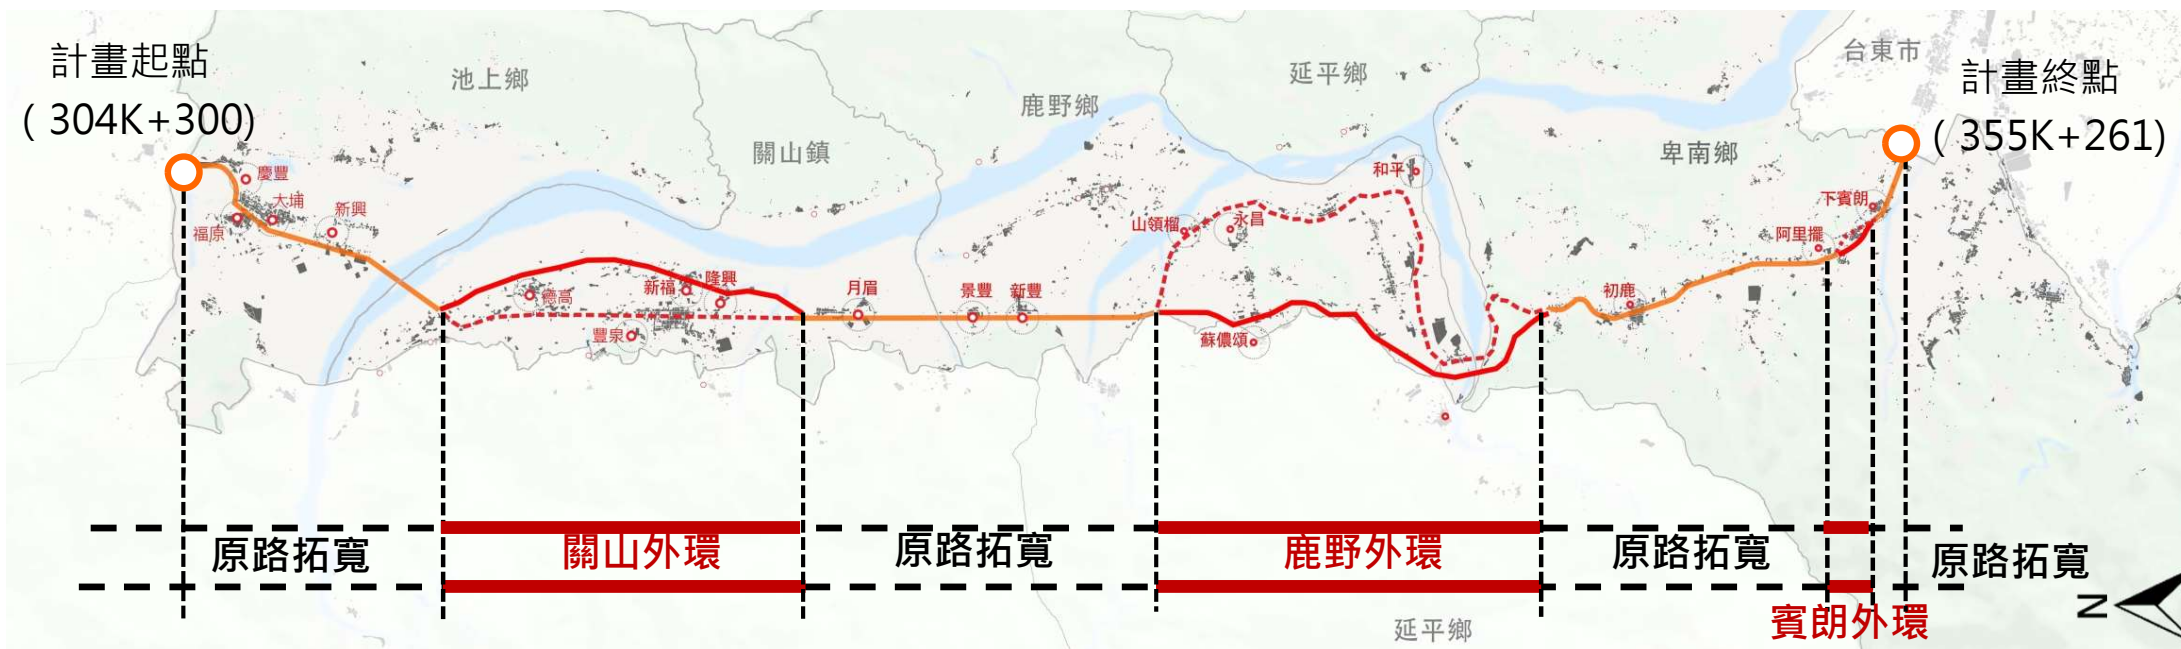 計畫起點
( 304K+300)
池上鄉
關山鎮
鹿野鄉
延平鄉
卑南鄉
台東市
計畫終點
( 355K+261)
慶豐
大埔
新興
福原
德高
新福
隆興
豐泉
月眉
景豐
新豐
山領榴
永昌
和平
蘇儂頌
初鹿
阿里擺
下賓朗
原路拓寬
關山外環
原路拓寬
鹿野外環
原路拓寬
賓朗外環
原路拓寬
延平鄉
N